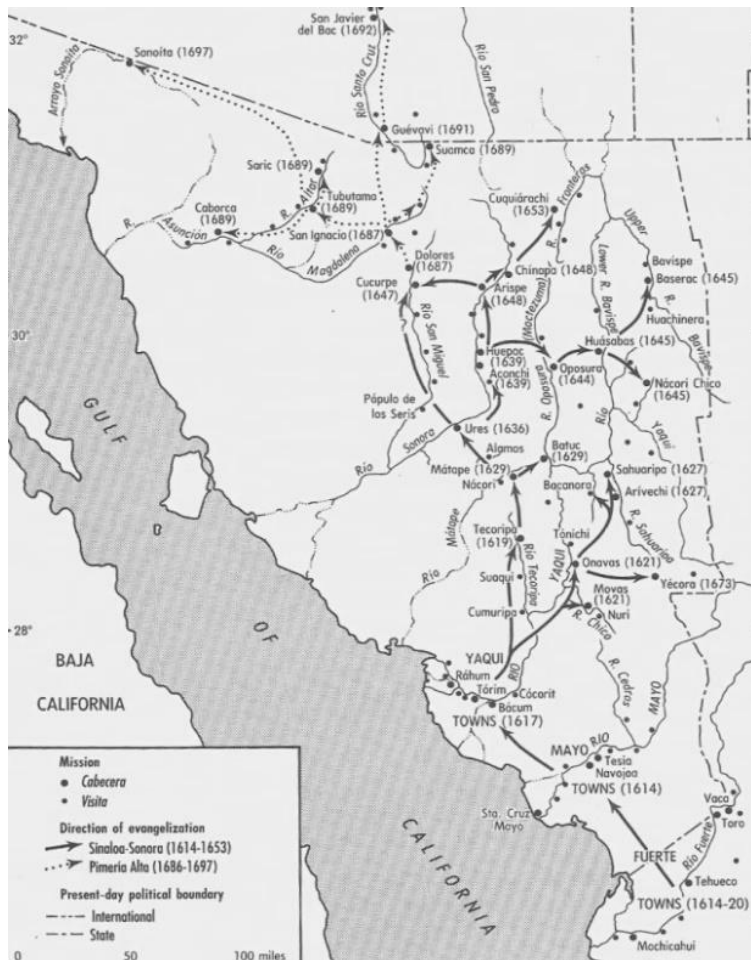 San Javier
del Bac (1692)
32°
Sonoita (1697)
Arroyo Sonoita
Río Santa Cruz
Río San Pedro
Guévavi (1691)
Suamca (1689)
Saric (1689)
R. Altar
Tubutama
(1689)
Caborca
(1689)
R.
Asunción
San Ignacio (1687)
Río
Magdalena
Cuquiárachi
(1653)
R. Fronteras
Dolores
(1687)
Cucurpe
(1647)
Chinapa (1648)
Arispe
(1648)
Upper
R.
Bavispe
Lower R. Bavispe
Bavispe
Baserac (1645)
Huachinera
30°
Río San Miguel
(Moctezuma)
R. Oposura
Huepac
(1639)
Aconchi
(1639)
Huásabas
(1645)
Oposura
(1644)
Nácori Chico
(1645)
Pópulo de
los Seris
Ures (1636)
Río
Sonora
Alamos
Batuc
(1629)
Río
Yaqui
Mátape (1629)
Nácori
Sahuaripa (1627)
Bacanora
Arivechi (1627)
R. Sahuaripa
Tecoripa
(1619)
Río Tecoripa
Río
Mátape
Tónichi
YAQUI
Onavas (1621)
Suaqui
Movas
(1621)
Yécora (1673)
Nuri
Cumuripa
R. Chico
28°
R. Cedros
GULF
OF
CALIFORNIA
BAJA
CALIFORNIA
YAQUI
RIO
Ráhum
Tórim
Cócorit
Bácum
TOWNS (1617)
MAYO
RIO
MAYO
Tesia
Navojoa
TOWNS (1614)
Sta. Cruz
Mayo
Vaca
Toro
FUERTE
Río Fuerte
Tehueco
TOWNS (1614-20)
Mochicahui
Mission
Cabecera
Visita
Direction of evangelization
Sinaloa-Sonora (1614-1653)
Pimería Alta (1686-1697)
Present-day political boundary
International
State
0 50 100 miles